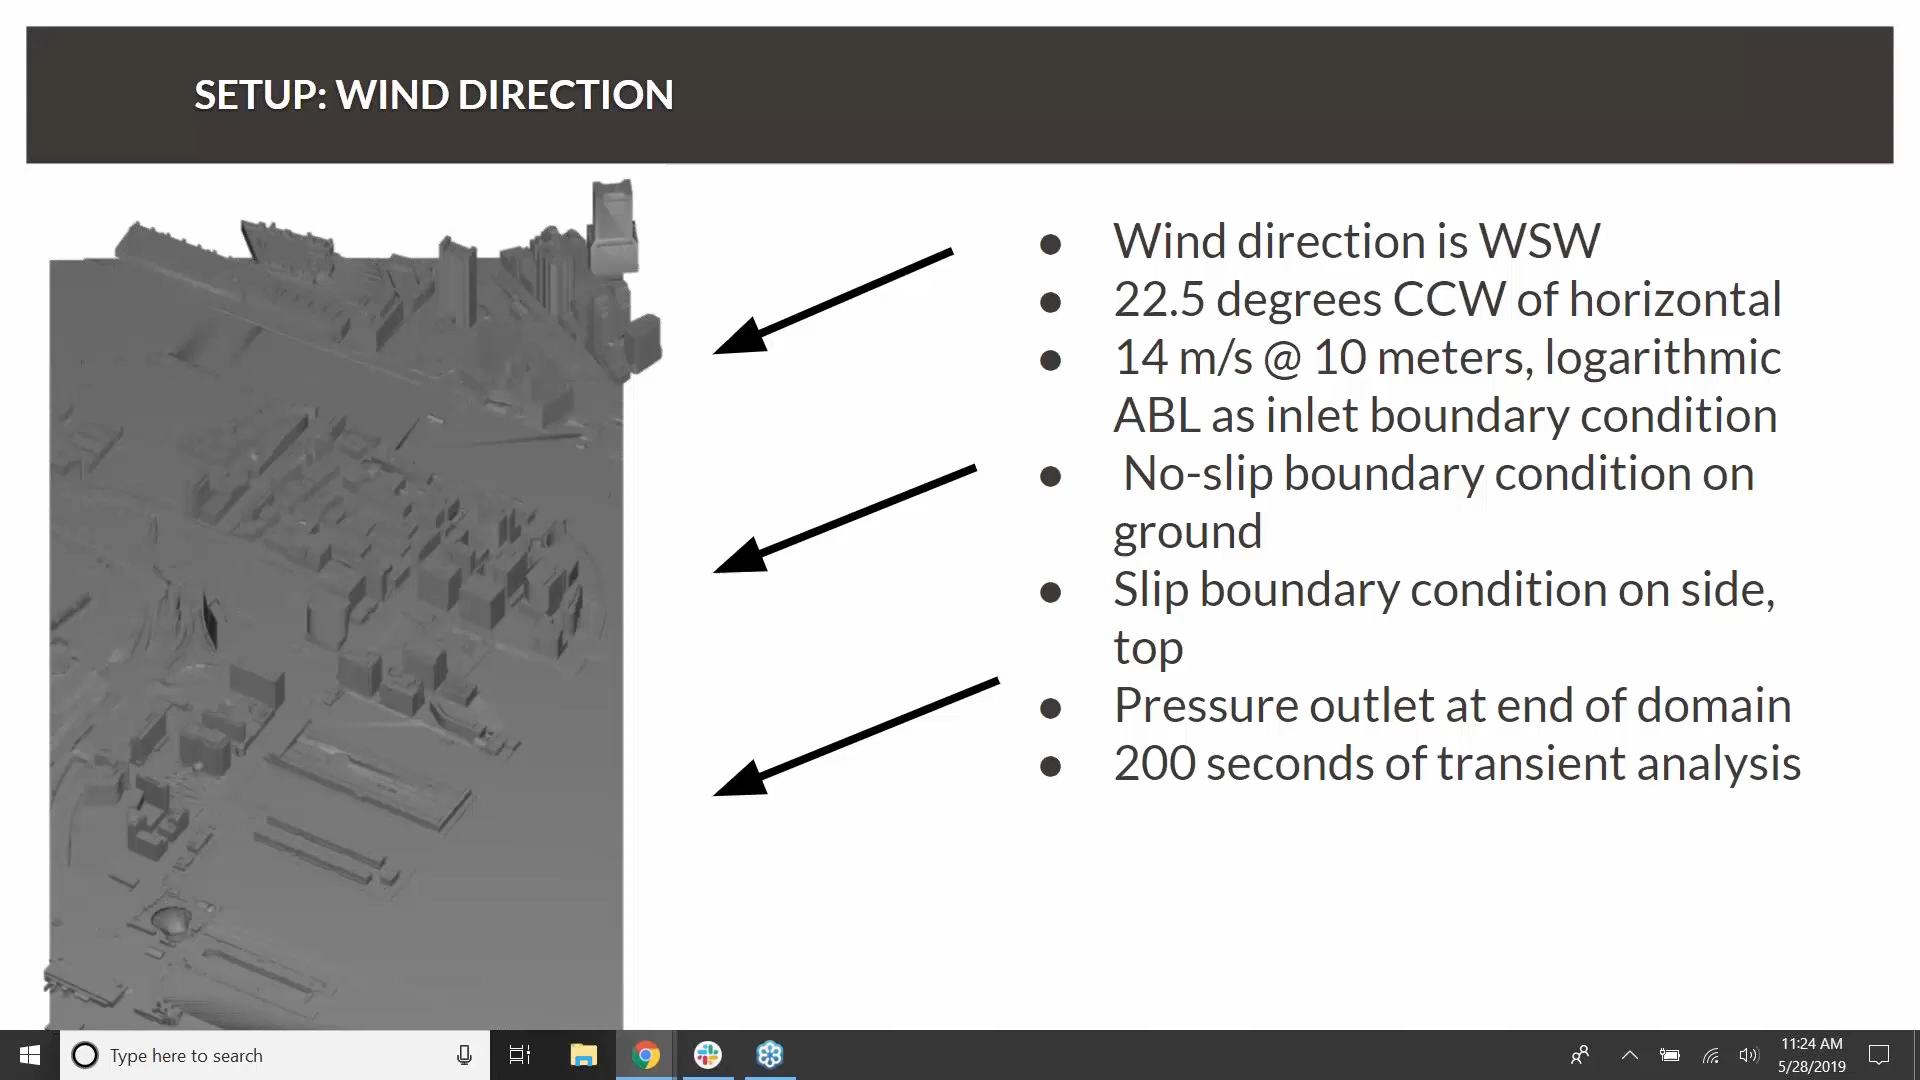 SETUP: WIND DIRECTION
● Wind direction is WSW
● 22.5 degrees CCW of horizontal
● 14 m/s @ 10 meters, logarithmic
ABL as inlet boundary condition
● No-slip boundary condition on
ground
● Slip boundary condition on side,
top
● Pressure outlet at end of domain
● 200 seconds of transient analysis
Type here to search
11:24 AM
5/28/2019